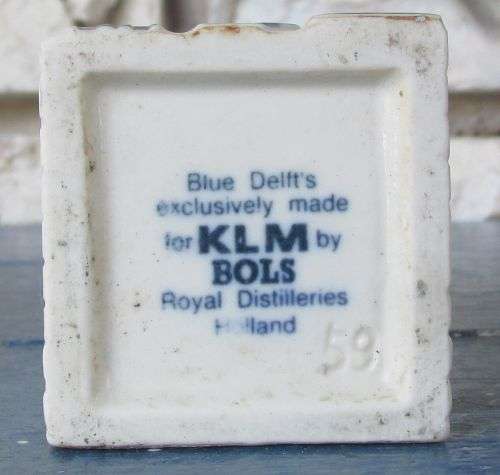 Blue Delft's
exclusively made
for KLM by
BOLS
Royal Distilleries
Holland
59